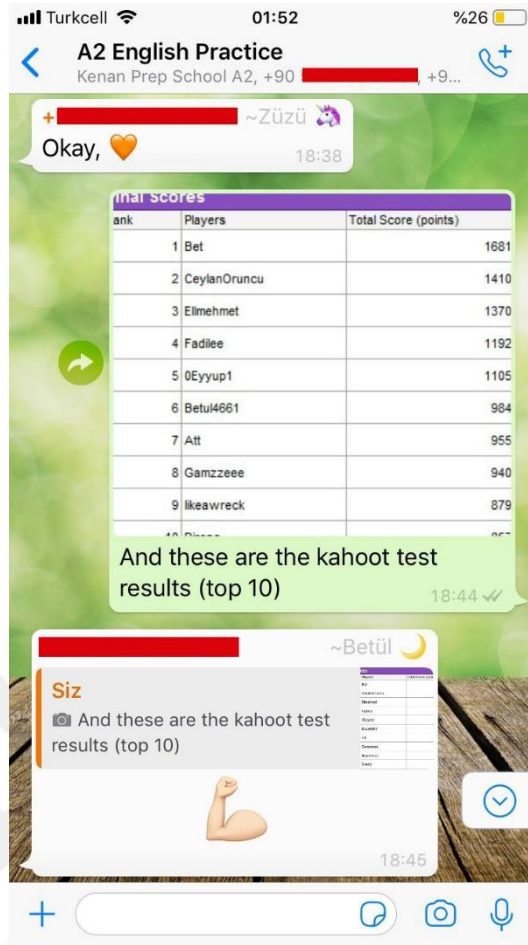 Turkcell 01:52 %26
A2 English Practice
Kenan Prep School A2, +90 , +9...
+ ~Züzü 🦄
Okay, 🧡 18:38
inal Scores
ank Players Total Score (points)
1 Bet 1681
2 CeylanOruncu 1410
3 Elimehmet 1370
4 Fadilee 1192
5 0Eyyup1 1105
6 Betul4661 984
7 Att 955
8 Gamzzeee 940
9 likeawreck 879
And these are the kahoot test
results (top 10) 18:44
~Betül 🌙
Siz
And these are the kahoot test
results (top 10)
💪🏻
18:45